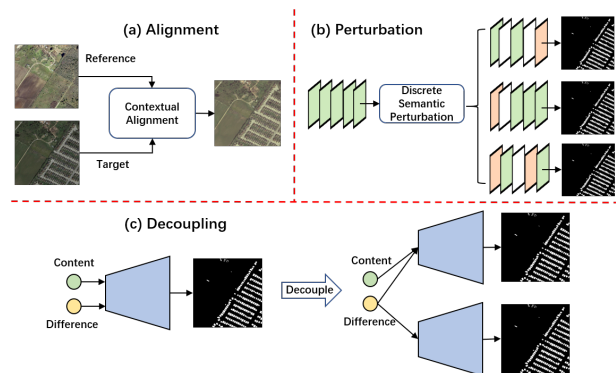 (a) Alignment
Reference
Contextual
Alignment
Target
(b) Perturbation
Discrete
Semantic
Perturbation
(c) Decoupling
Content
Difference
Decouple
Content
Difference